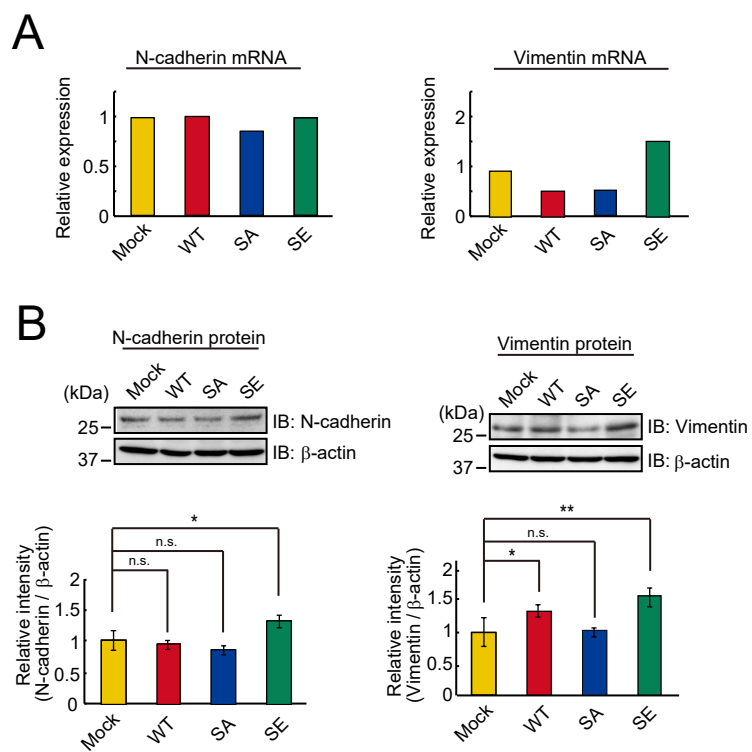 A
N-cadherin mRNA
Relative expression
1
0.5
0
Mock
WT
SA
SE
Vimentin mRNA
Relative expression
2
1
0
Mock
WT
SA
SE
B
N-cadherin protein
(kDa)
Mock
WT
SA
SE
25
IB: N-cadherin
37
IB: β-actin
Vimentin protein
(kDa)
Mock
WT
SA
SE
25
IB: Vimentin
37
IB: β-actin
*
n.s.
n.s.
Relative intensity
(N-cadherin / β-actin)
2
1.5
1
0.5
0
Mock
WT
SA
SE
**
n.s.
*
Relative intensity
(Vimentin / β-actin)
2
1.5
1
0.5
0
Mock
WT
SA
SE